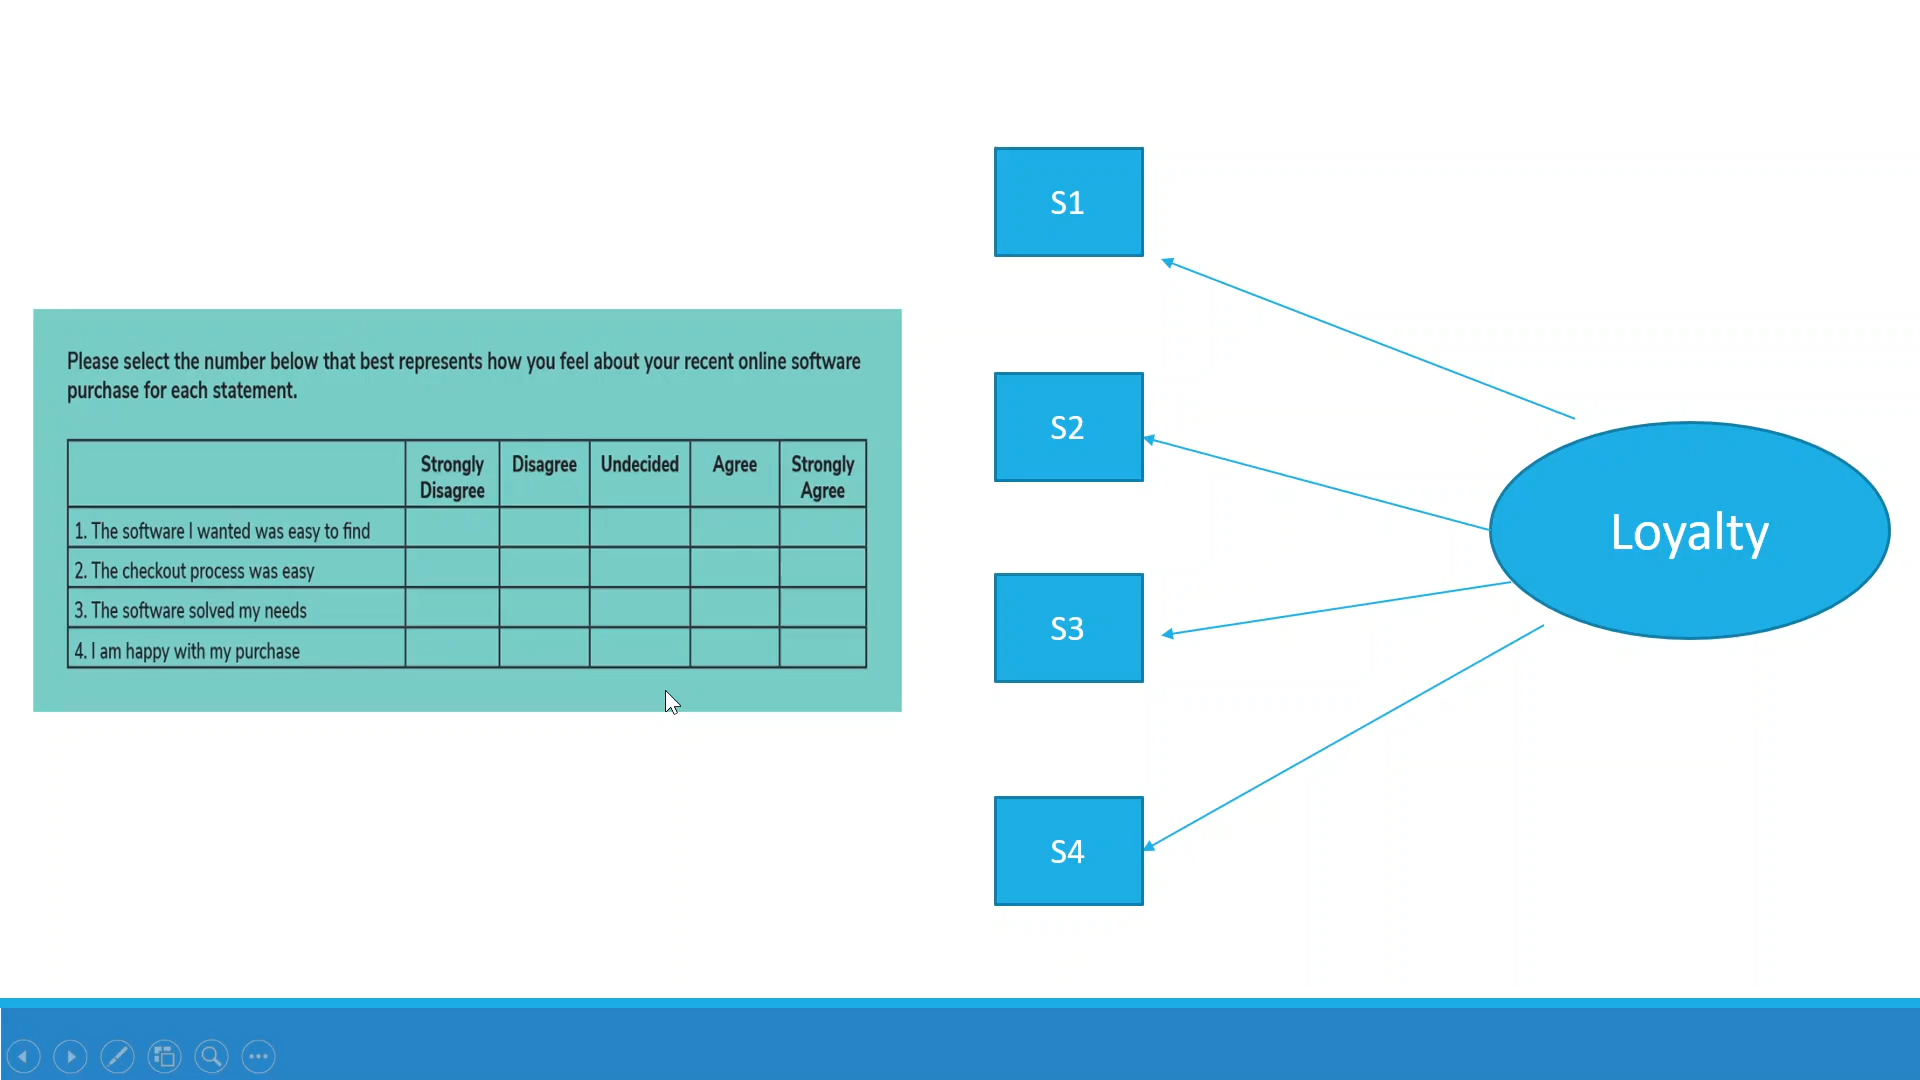 Please select the number below that best represents how you feel about your recent online software
purchase for each statement.
Strongly Disagree Disagree Undecided Agree Strongly Agree
1. The software I wanted was easy to find
2. The checkout process was easy
3. The software solved my needs
4. I am happy with my purchase
S1
S2
S3
S4
Loyalty